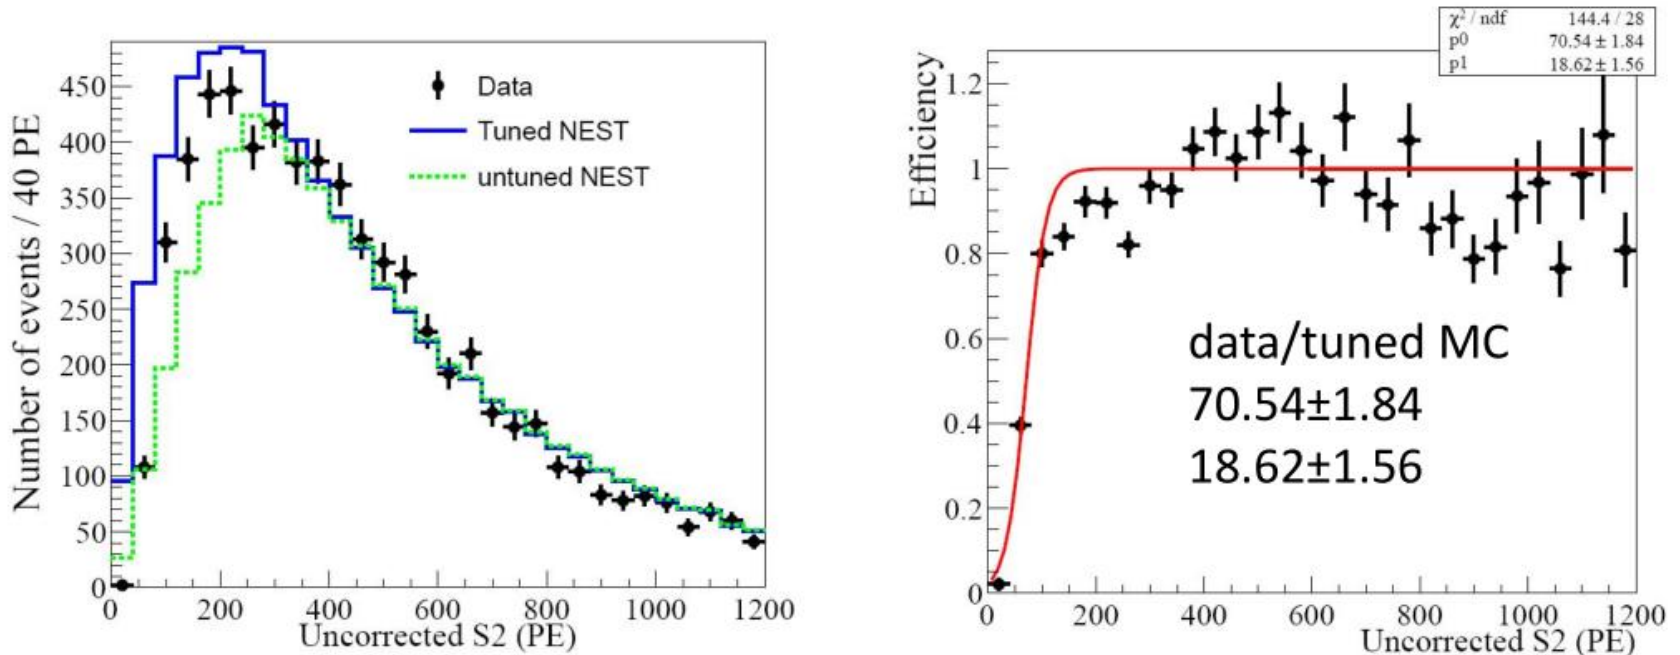 Number of events / 40 PE
450
400
350
300
250
200
150
100
50
0
0 200 400 600 800 1000 1200
Uncorrected S2 (PE)
Data
Tuned NEST
untuned NEST
χ² / ndf 144.4 / 28
p0 70.54 ± 1.84
p1 18.62 ± 1.56
Efficiency
1.2
1
0.8
0.6
0.4
0.2
0
data/tuned MC
70.54±1.84
18.62±1.56
0 200 400 600 800 1000 1200
Uncorrected S2 (PE)